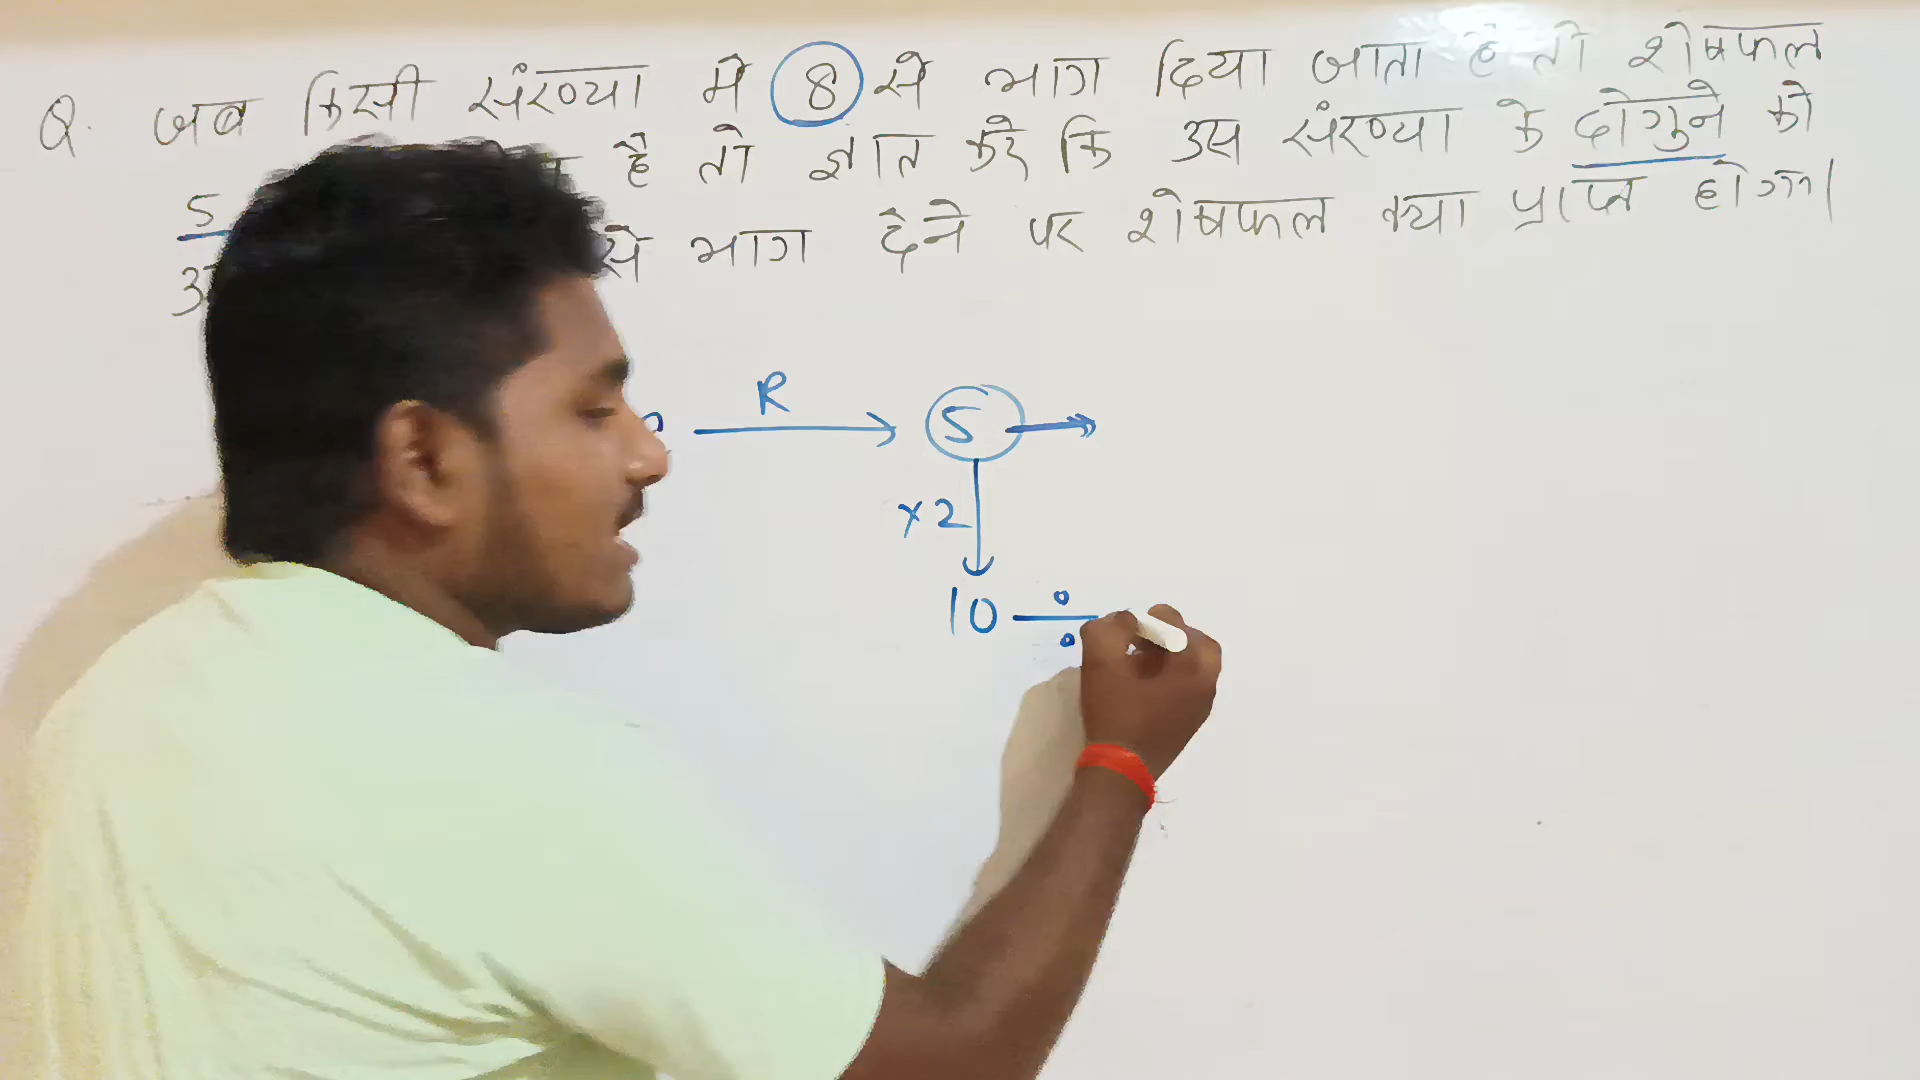 Q. जब किसी संख्या में 8 से भाग दिया जाता है तो शेषफल
5 है तो ज्ञात करे कि उस संख्या के दोगुने को
से भाग देने पर शेषफल क्या प्राप्त होगा।
R 5
×2
10 ÷